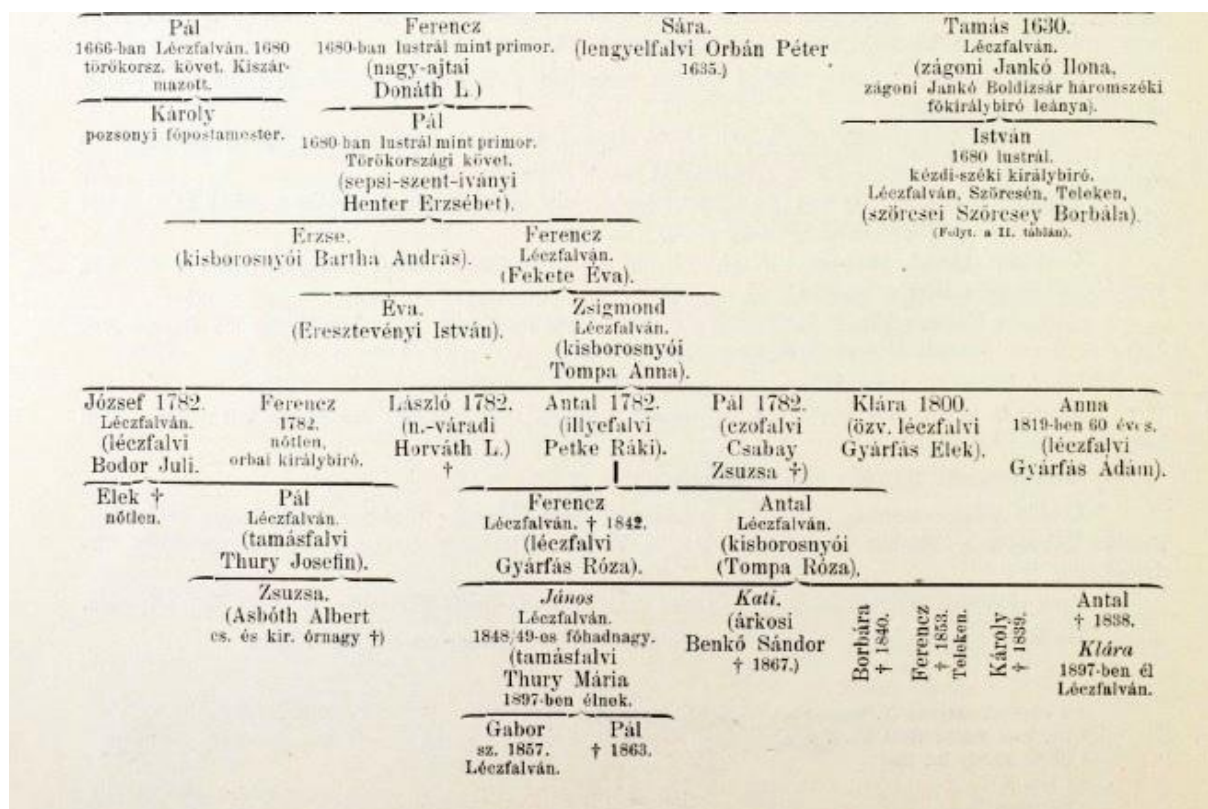 Pál
1666-ban Léczfalván. 1680
törökorsz. követ. Kiszár-
mazott.
Ferencz
1680-ban lustrál mint primor.
(nagy-ajtai
Donáth L.)
Sára.
(lengyelfalvi Orbán Péter
1635.)
Tamás 1630.
Léczfalván.
(zágoni Jankó Ilona,
zágoni Jankó Boldizsár háromszéki
főkirálybiró leánya).
Károly
pozsonyi főpostamester.
Pál
1680-ban lustrál mint primor.
Törökországi követ.
(sepsi-szent-iványi
Henter Erzsébet).
István
1680 lustrál.
kézdi-széki királybiró.
Léczfalván, Szörcsén, Teleken,
(szörcsei Szörcsey Borbála).
(Folyt. a II. táblán).
Erzse.
(kisborosnyói Bartha András).
Ferencz
Léczfalván.
(Fekete Éva).
Éva.
(Eresztevényi István).
Zsigmond
Léczfalván.
(kisborosnyói
Tompa Anna).
József 1782.
Léczfalván.
(léczfalvi
Bodor Juli.
Ferencz
1782.
nőtlen,
orbai királybiró.
László 1782.
(n.-váradi
Horváth L.)
†
Antal 1782.
(illyefalvi
Petke Ráki).
Pál 1782.
(czofalvi
Csabay
Zsuzsa †)
Klára 1800.
(özv. léczfalvi
Gyárfás Elek).
Anna
1819-ben 60 éves.
(léczfalvi
Gyárfás Ádám).
Elek †
nőtlen.
Pál
Léczfalván.
(tamásfalvi
Thury Josefin).
Ferencz
Léczfalván. † 1842.
(léczfalvi
Gyárfás Róza).
Antal
Léczfalván.
(kisborosnyói
(Tompa Róza).
Zsuzsa.
(Asbóth Albert
cs. és kir. őrnagy †)
János
Léczfalván.
1848/49-es főhadnagy.
(tamásfalvi
Thury Mária
1897-ben élnek.
Kati.
(árkosi
Benkő Sándor
† 1867.)
Borbára
† 1840.
Ferencz
† 1853.
Teleken.
Károly
† 1839.
Antal
† 1838.
Klára
1897-ben él
Léczfalván.
Gabor
sz. 1857.
Léczfalván.
Pál
† 1863.